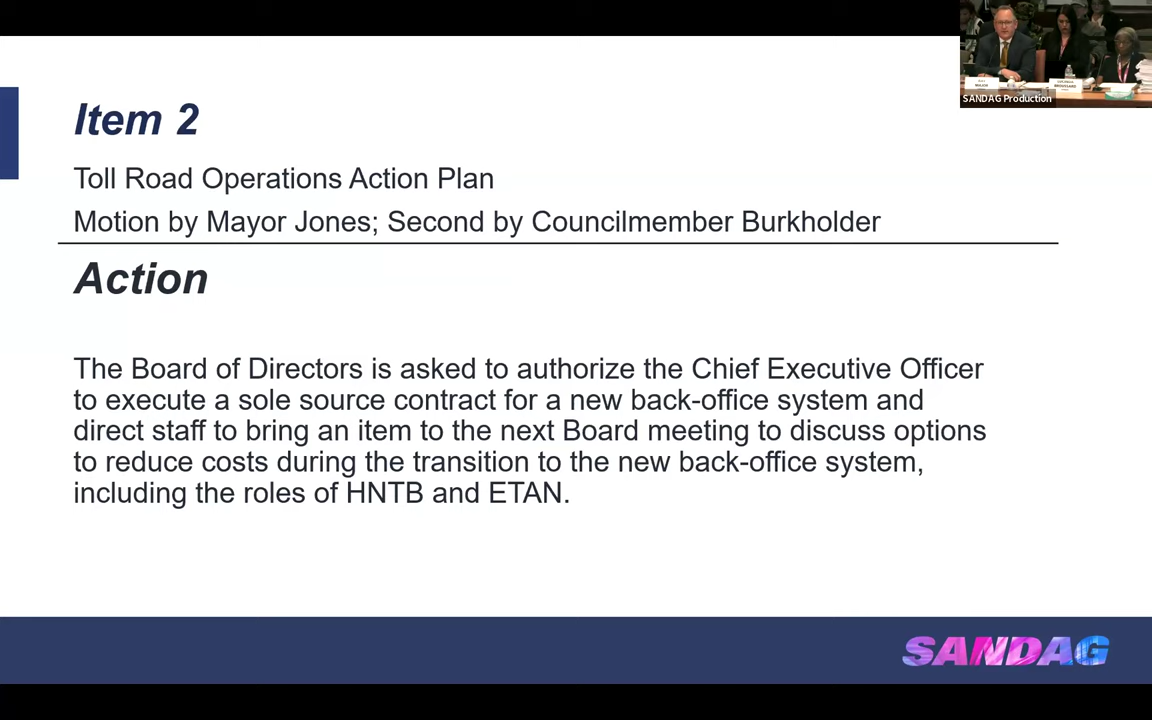 Item 2
Toll Road Operations Action Plan
Motion by Mayor Jones; Second by Councilmember Burkholder
Action
The Board of Directors is asked to authorize the Chief Executive Officer
to execute a sole source contract for a new back-office system and
direct staff to bring an item to the next Board meeting to discuss options
to reduce costs during the transition to the new back-office system,
including the roles of HNTB and ETAN.
SANDAG
SANDAG Production